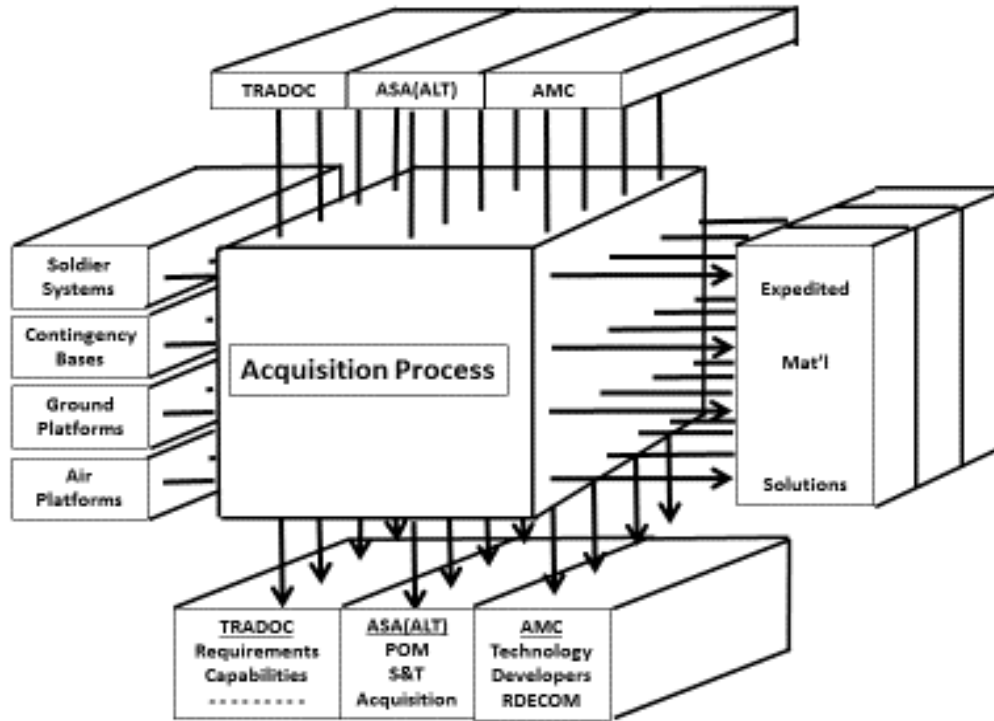 TRADOC
ASA(ALT)
AMC
Soldier
Systems
Contingency
Bases
Ground
Platforms
Air
Platforms
Acquisition Process
Expedited
Mat'l
Solutions
TRADOC
Requirements
Capabilities
- - - - - - - - -
ASA(ALT)
POM
S&T
Acquisition
AMC
Technology
Developers
RDECOM